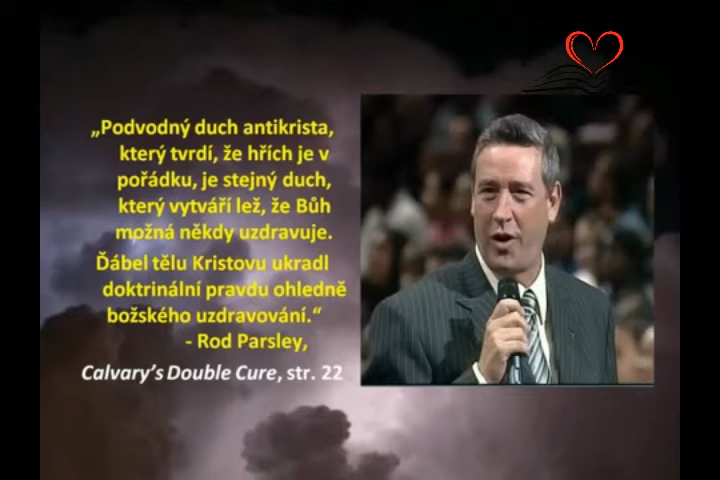 „Podvodný duch antikrista,
který tvrdí, že hřích je v
pořádku, je stejný duch,
který vytváří lež, že Bůh
možná někdy uzdravuje.
Ďábel tělu Kristovu ukradl
doktrinální pravdu ohledně
božského uzdravování.“
- Rod Parsley,
Calvary’s Double Cure, str. 22